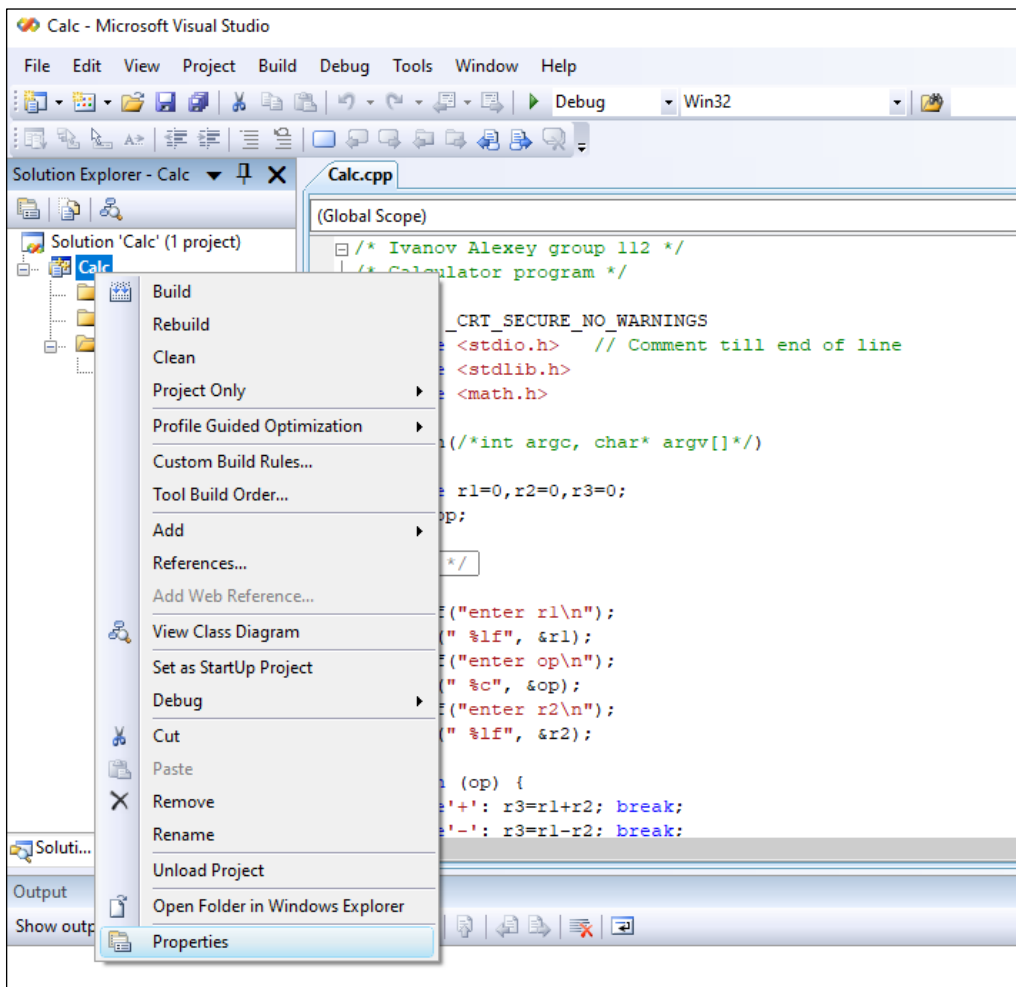 Calc - Microsoft Visual Studio
File Edit View Project Build Debug Tools Window Help
Debug Win32
Solution Explorer - Calc
Calc.cpp
(Global Scope)
Solution 'Calc' (1 project)
Calc
/* Ivanov Alexey group 112 */
/* Calculator program */
_CRT_SECURE_NO_WARNINGS
<stdio.h> // Comment till end of line
<stdlib.h>
<math.h>
(/*int argc, char* argv[]*/)
r1=0,r2=0,r3=0;
op;
*/
("enter r1\n");
(" %lf", &r1);
("enter op\n");
(" %c", &op);
("enter r2\n");
(" %lf", &r2);
(op) {
'+': r3=r1+r2; break;
'-': r3=r1-r2; break;
Build
Rebuild
Clean
Project Only
Profile Guided Optimization
Custom Build Rules...
Tool Build Order...
Add
References...
Add Web Reference...
View Class Diagram
Set as StartUp Project
Debug
Cut
Paste
Remove
Rename
Unload Project
Open Folder in Windows Explorer
Properties
Soluti...
Output
Show outp